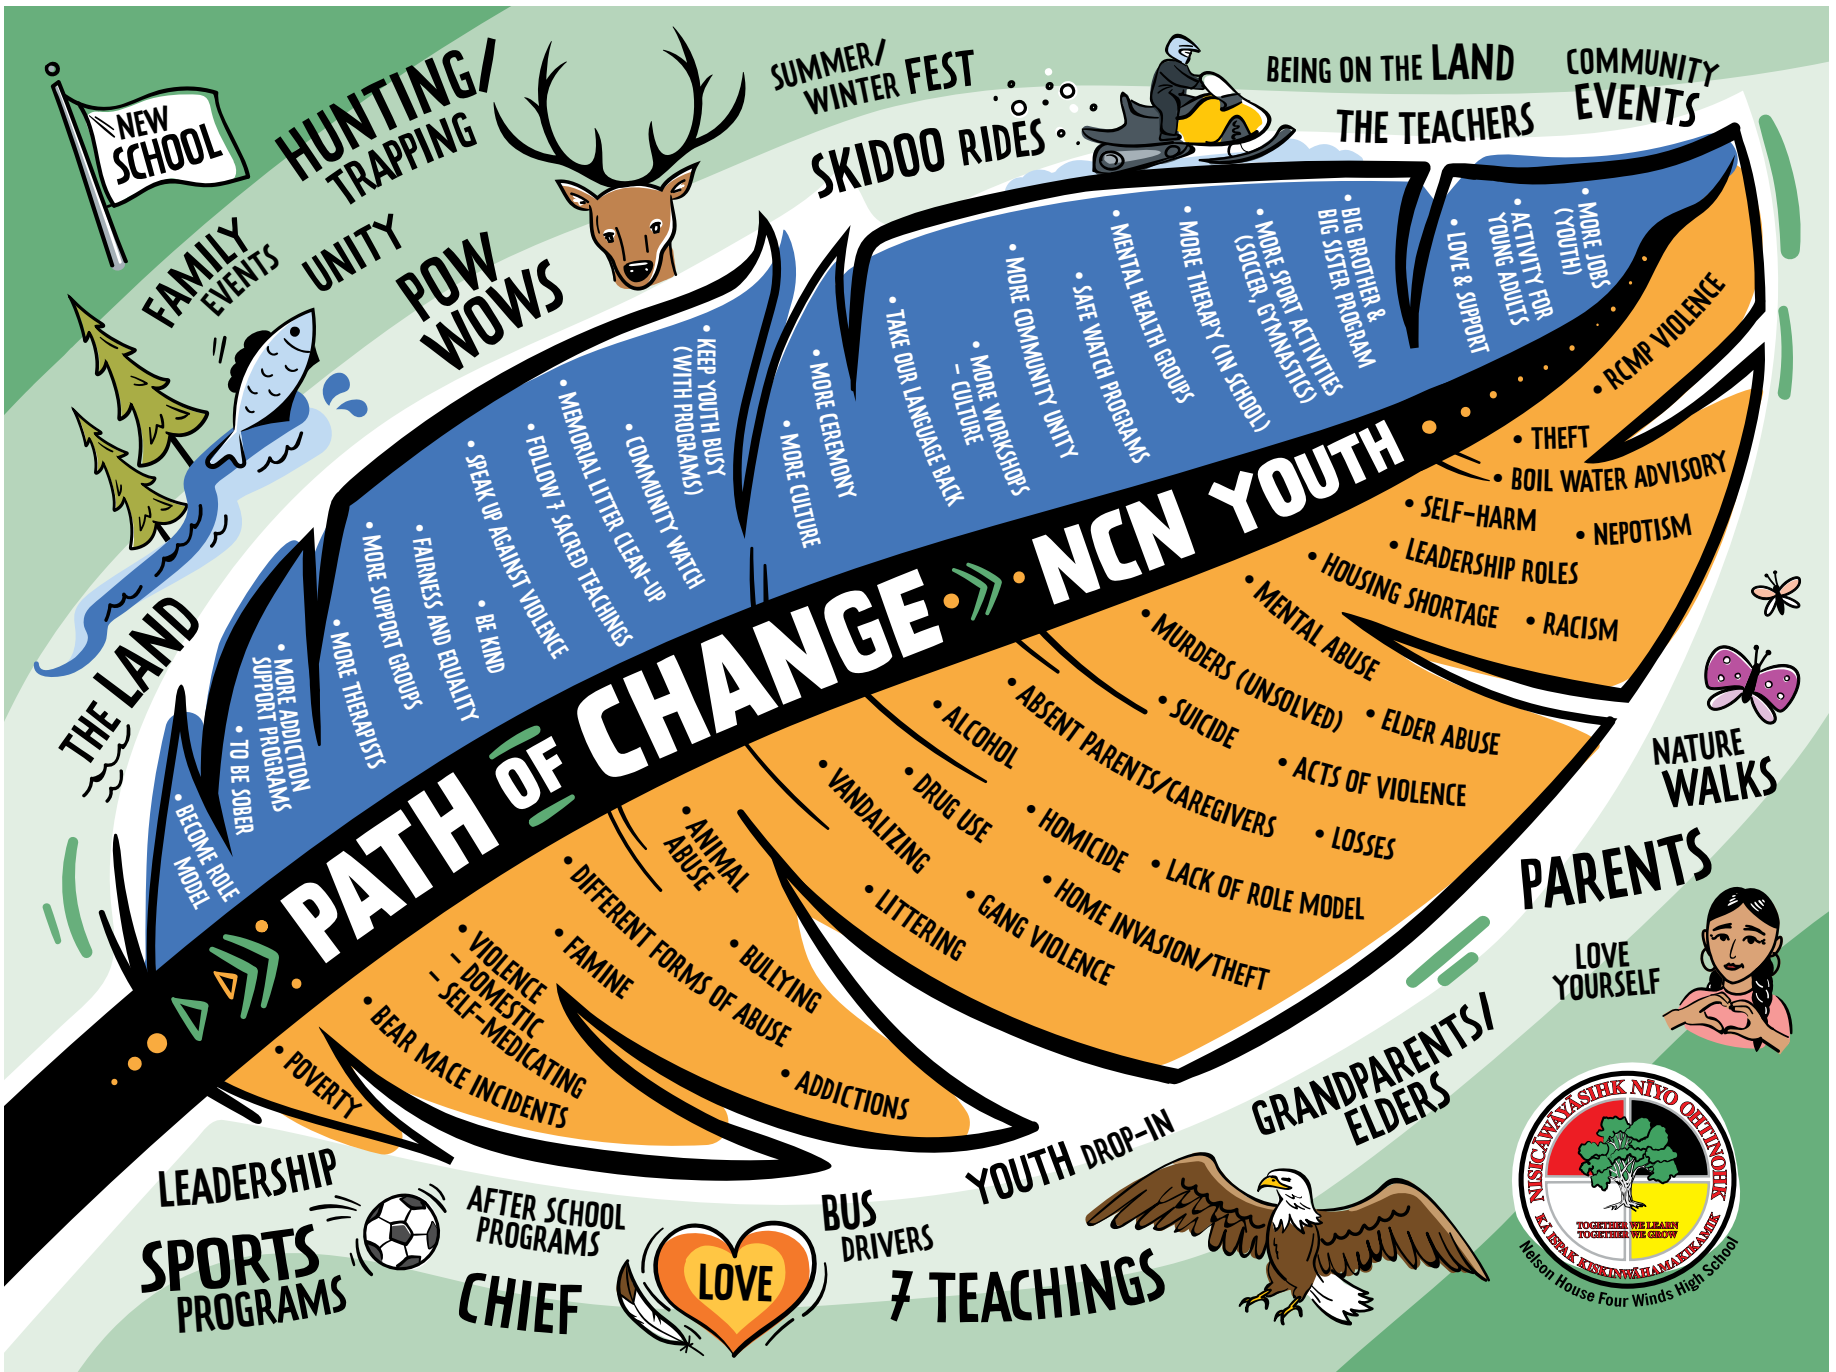 NEW
SCHOOL
HUNTING/
TRAPPING
SUMMER/
WINTER FEST
SKIDOO RIDES
BEING ON THE LAND
THE TEACHERS
COMMUNITY
EVENTS
FAMILY
EVENTS
UNITY
POW
WOWS
THE LAND
• BECOME ROLE
MODEL
• TO BE SOBER
• MORE ADDICTION
SUPPORT PROGRAMS
• MORE THERAPISTS
• MORE SUPPORT GROUPS
• FAIRNESS AND EQUALITY
• BE KIND
• SPEAK UP AGAINST VIOLENCE
• FOLLOW 7 SACRED TEACHINGS
• MEMORIAL LITTER CLEAN-UP
• COMMUNITY WATCH
• KEEP YOUTH BUSY
(WITH PROGRAMS)
• MORE CULTURE
• MORE CEREMONY
• TAKE OUR LANGUAGE BACK
• MORE WORKSHOPS
– CULTURE
• MORE COMMUNITY UNITY
• SAFE WATCH PROGRAMS
• MENTAL HEALTH GROUPS
• MORE THERAPY (IN SCHOOL)
• MORE SPORT ACTIVITIES
(SOCCER, GYMNASTICS)
• BIG BROTHER &
BIG SISTER PROGRAM
• LOVE & SUPPORT
• ACTIVITY FOR
YOUNG ADULTS
• MORE JOBS
(YOUTH)
PATH OF CHANGE NCN YOUTH
• RCMP VIOLENCE
• THEFT
• BOIL WATER ADVISORY
• SELF-HARM
• NEPOTISM
• LEADERSHIP ROLES
• HOUSING SHORTAGE
• RACISM
• MENTAL ABUSE
• MURDERS (UNSOLVED)
• ELDER ABUSE
• SUICIDE
• ACTS OF VIOLENCE
• ABSENT PARENTS/CAREGIVERS
• LOSSES
• ALCOHOL
• DRUG USE
• HOMICIDE
• LACK OF ROLE MODEL
• VANDALIZING
• HOME INVASION/THEFT
• GANG VIOLENCE
• LITTERING
• ANIMAL
ABUSE
• DIFFERENT FORMS OF ABUSE
• BULLYING
• FAMINE
• VIOLENCE
– DOMESTIC
– SELF-MEDICATING
• BEAR MACE INCIDENTS
• ADDICTIONS
• POVERTY
NATURE
WALKS
PARENTS
LOVE
YOURSELF
GRANDPARENTS/
ELDERS
YOUTH DROP-IN
LEADERSHIP
SPORTS
PROGRAMS
AFTER SCHOOL
PROGRAMS
CHIEF
LOVE
BUS
DRIVERS
7 TEACHINGS
NISICĀWĀYĀSIHK NĪYO OHTINOHK
KĀ ISPAK KISKINWĀHAMAKIKAMIK
TOGETHER WE LEARN
TOGETHER WE GROW
Nelson House Four Winds High School